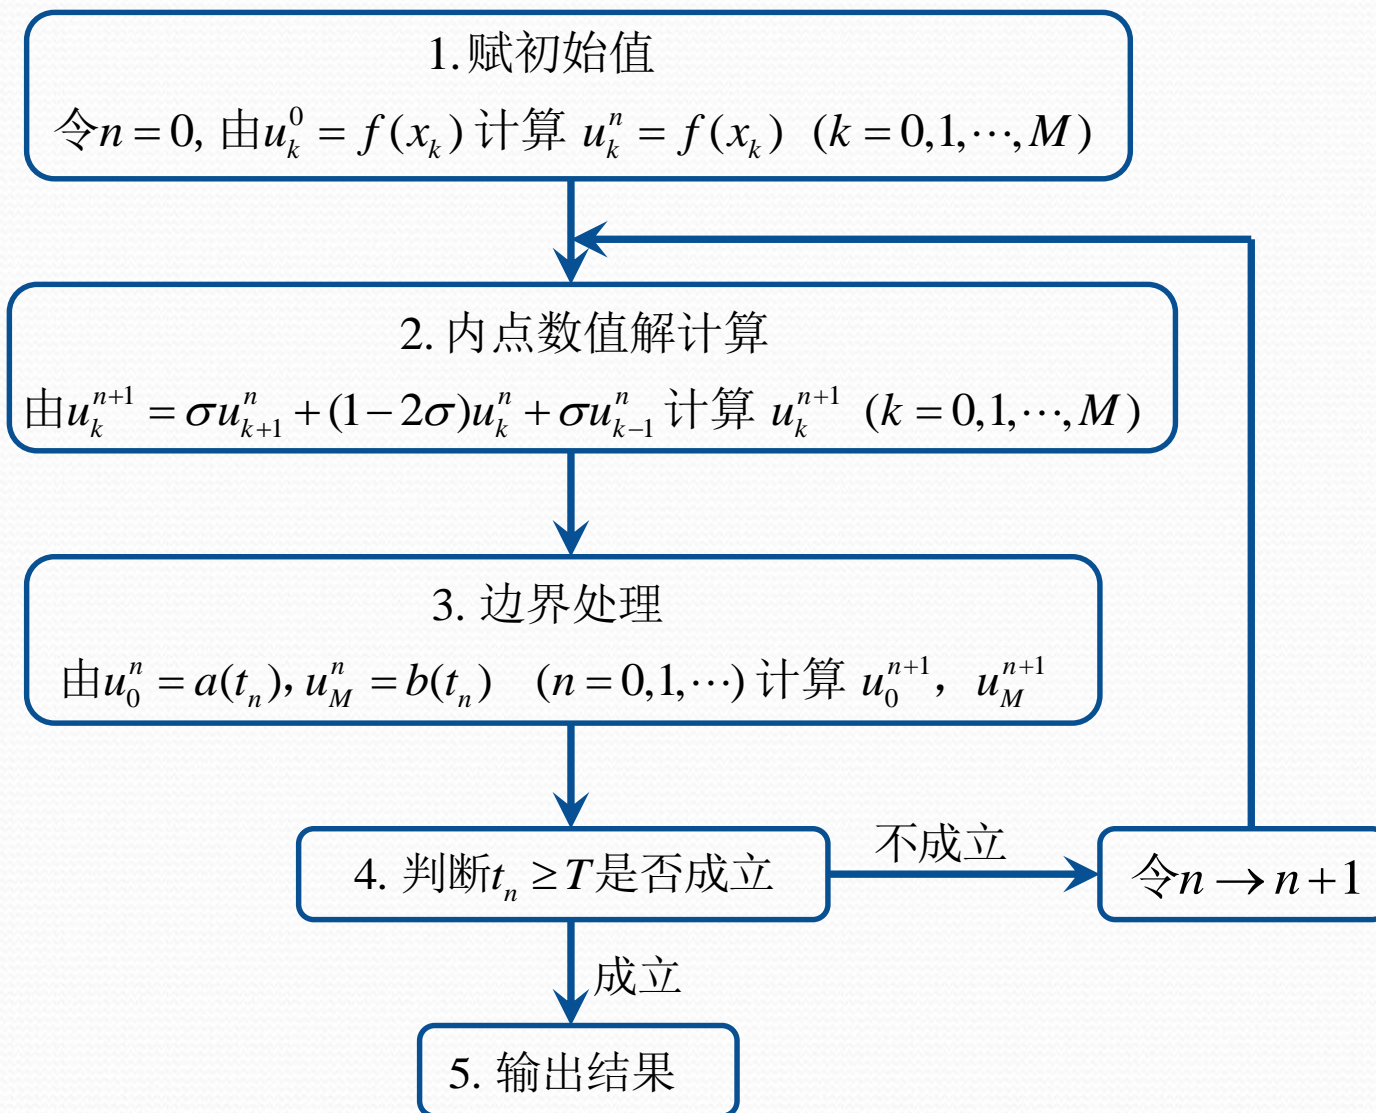 1. 赋初始值
令n = 0, 由u_k^0 = f(x_k) 计算 u_k^n = f(x_k) (k = 0,1,⋯,M)
2. 内点数值解计算
由u_k^{n+1} = σu_{k+1}^n + (1−2σ)u_k^n + σu_{k−1}^n 计算 u_k^{n+1} (k = 0,1,⋯,M)
3. 边界处理
由u_0^n = a(t_n), u_M^n = b(t_n) (n = 0,1,⋯) 计算 u_0^{n+1}, u_M^{n+1}
4. 判断t_n ≥ T是否成立
不成立
令n → n+1
成立
5. 输出结果